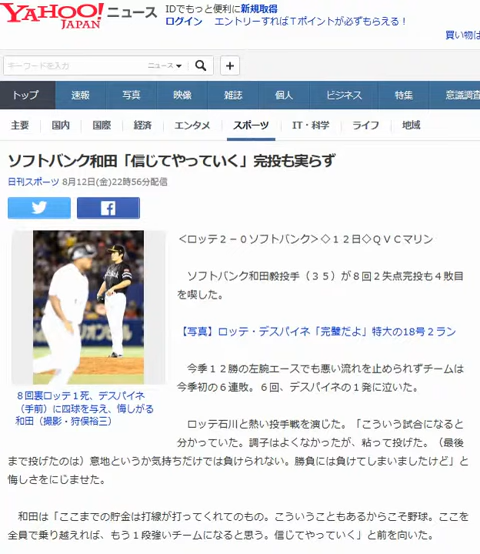 YAHOO! ニュース
JAPAN
IDでもっと便利に新規取得
ログイン エントリーすればTポイントが必ずもらえる!
買い物は
キーワードを入力
ニュース
トップ 速報 写真 映像 雑誌 個人 ビジネス 特集 意識調査
主要 国内 国際 経済 エンタメ スポーツ IT・科学 ライフ 地域
ソフトバンク和田「信じてやっていく」完投も実らず
日刊スポーツ 8月12日(金)22時56分配信
<ロッテ2-0ソフトバンク>◇12日◇QVCマリン
ソフトバンク和田毅投手(35)が8回2失点完投も4敗目
を喫した。
【写真】ロッテ・デスパイネ「完璧だよ」特大の18号2ラン
今季12勝の左腕エースでも悪い流れを止められずチームは
今季初の6連敗。6回、デスパイネの1発に泣いた。
8回裏ロッテ1死、デスパイネ
(手前)に四球を与え、悔しがる
和田(撮影・狩俣裕三)
ロッテ石川と熱い投手戦を演じた。「こういう試合になると
分かっていた。調子はよくなかったが、粘って投げた。(最後
まで投げたのは)意地というか気持ちだけでは負けられない。勝負には負けてしまいましたけど」と
悔しさをにじませた。
和田は「ここまでの貯金は打線が打ってくれてのもの。こういうこともあるからこそ野球。ここを
全員で乗り越えれば、もう1段強いチームになると思う。信じてやっていく」と前を向いた。